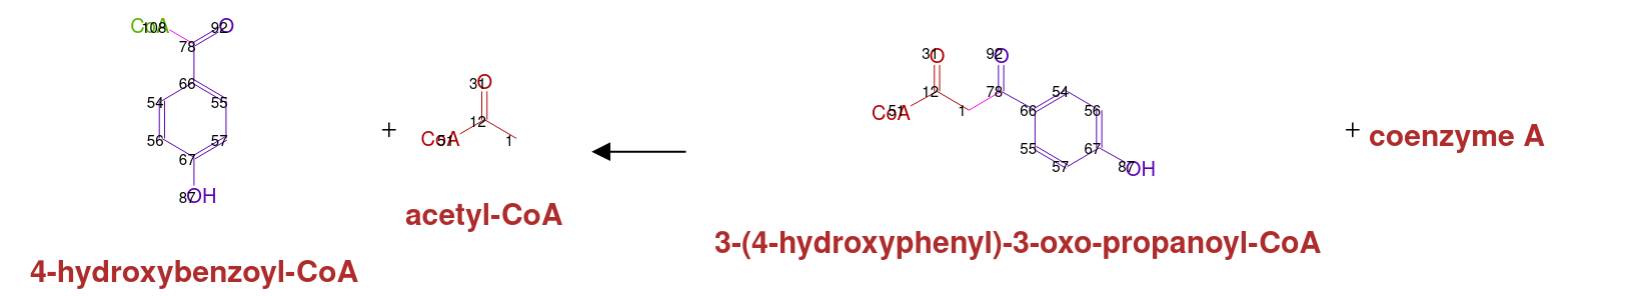 CoA 108 92 O
78
66
54 55
56 57
67
87 OH
4-hydroxybenzoyl-CoA
+
31 O
12
CoA 51 1
acetyl-CoA
31 O 92 O
12 78 54
CoA 51 1 66 56
55 67
57 87 OH
3-(4-hydroxyphenyl)-3-oxo-propanoyl-CoA
+ coenzyme A